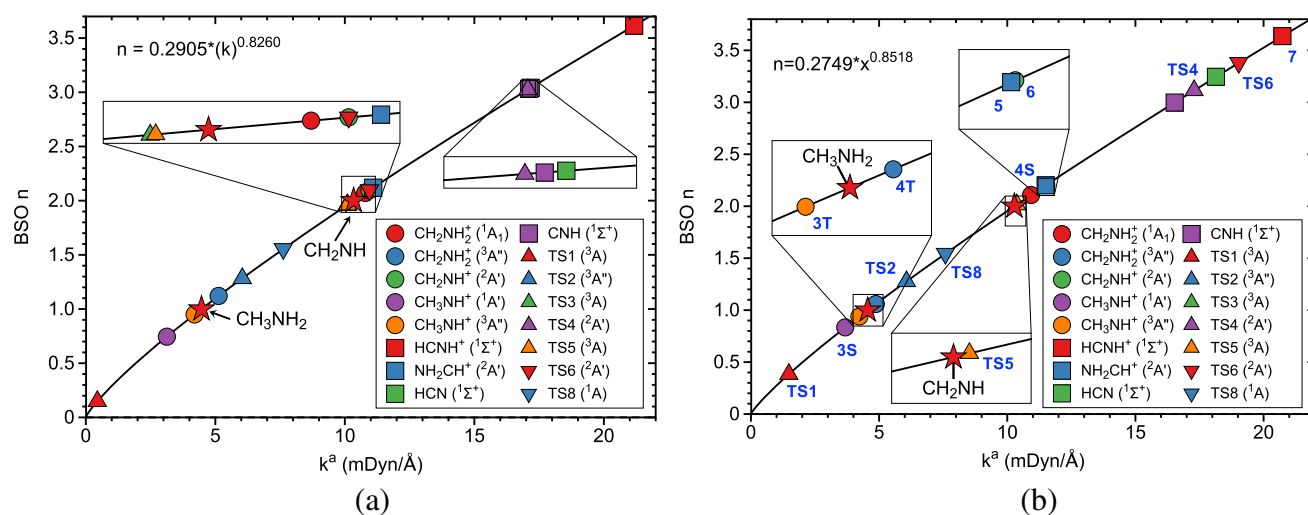 (a)
n = 0.2905*(k)^0.8260
BSO n
3.5
3.0
2.5
2.0
1.5
1.0
0.5
0
CH₂NH
CH₃NH₂
CH₂NH₂⁺ (¹A₁)
CH₂NH₂⁺ (³A")
CH₂NH⁺ (²A')
CH₃NH⁺ (¹A')
CH₃NH⁺ (³A")
HCNH⁺ (¹Σ⁺)
NH₂CH⁺ (²A')
HCN (¹Σ⁺)
CNH (¹Σ⁺)
TS1 (³A)
TS2 (³A")
TS3 (³A)
TS4 (²A')
TS5 (³A)
TS6 (²A')
TS8 (¹A)
0 5 10 15 20
kᵃ (mDyn/Å)
(a)
n=0.2749*x^0.8518
BSO n
3.5
3.0
2.5
2.0
1.5
1.0
0.5
0
5 6
TS4
TS6
7
CH₃NH₂
4T
3T
4S
TS2
TS8
3S
TS1
TS5
CH₂NH
CH₂NH₂⁺ (¹A₁)
CH₂NH₂⁺ (³A")
CH₂NH⁺ (²A')
CH₃NH⁺ (¹A')
CH₃NH⁺ (³A")
HCNH⁺ (¹Σ⁺)
NH₂CH⁺ (²A')
HCN (¹Σ⁺)
CNH (¹Σ⁺)
TS1 (³A)
TS2 (³A")
TS3 (³A)
TS4 (²A')
TS5 (³A)
TS6 (²A')
TS8 (¹A)
0 5 10 15 20
kᵃ (mDyn/Å)
(b)
(b)